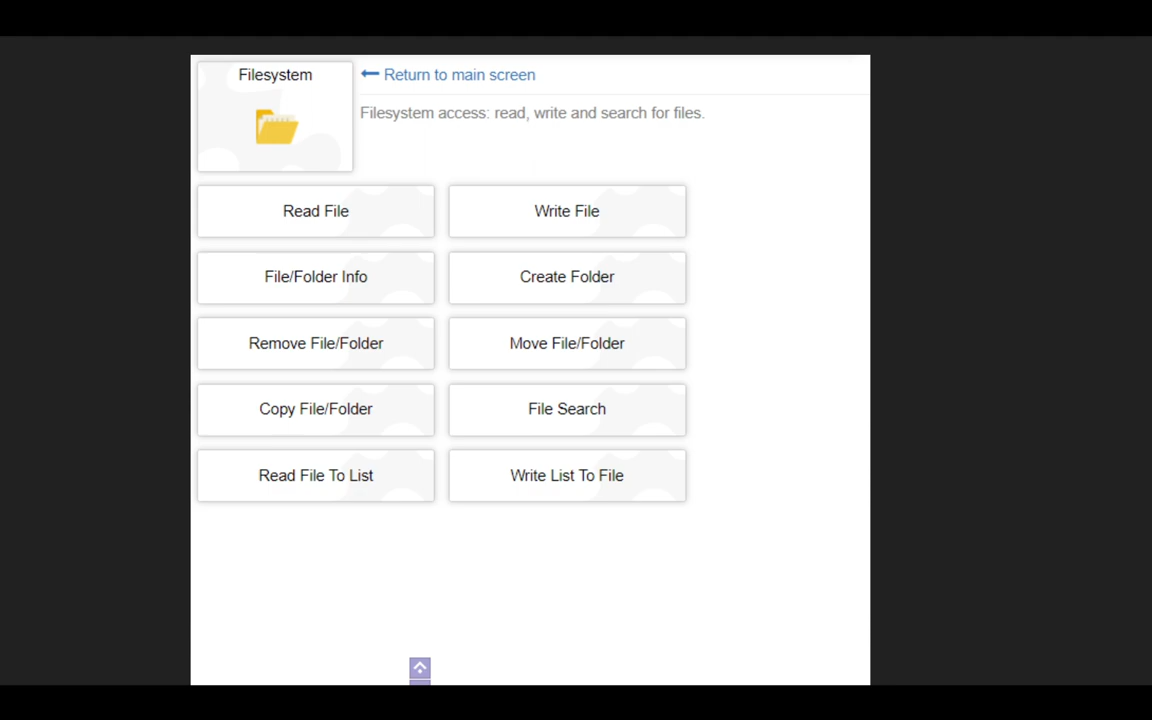 Filesystem
Return to main screen
Filesystem access: read, write and search for files.
Read File
Write File
File/Folder Info
Create Folder
Remove File/Folder
Move File/Folder
Copy File/Folder
File Search
Read File To List
Write List To File